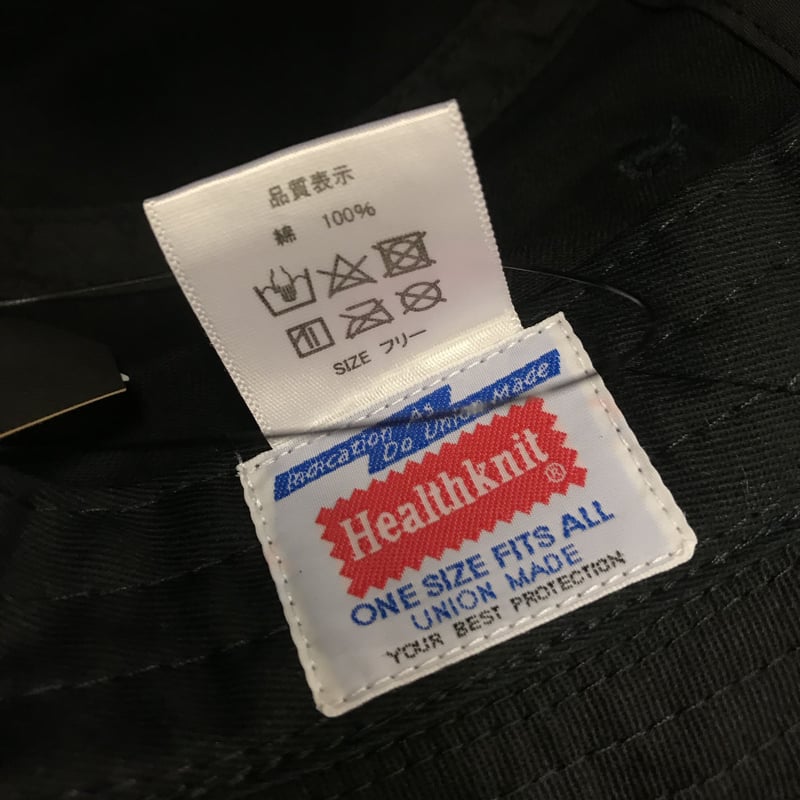 品質表示
綿 100%
SIZE フリー
Indication As
Do Union Made
Healthknit®
ONE SIZE FITS ALL
UNION MADE
YOUR BEST PROTECTION